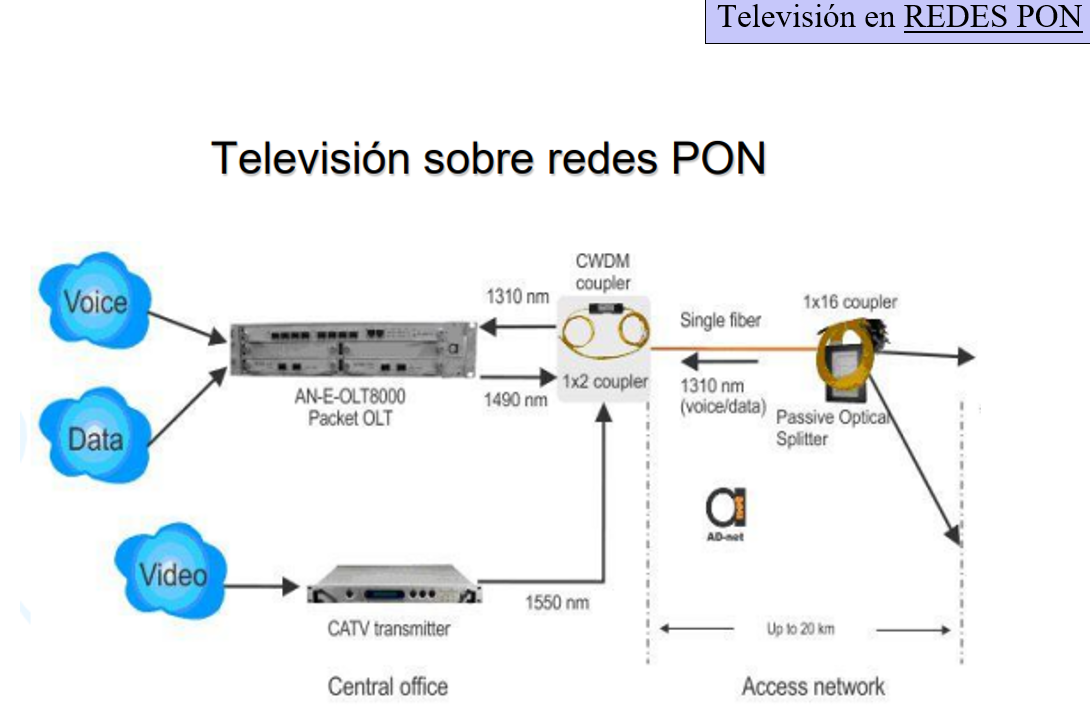 Televisión en REDES PON
Televisión sobre redes PON
Voice
Data
Video
1310 nm
1490 nm
AN-E-OLT8000
Packet OLT
CWDM
coupler
1x2 coupler
Single fiber
1310 nm
(voice/data)
1x16 coupler
Passive Optical
Splitter
AD-net
CATV transmitter
1550 nm
Up to 20 km
Central office
Access network